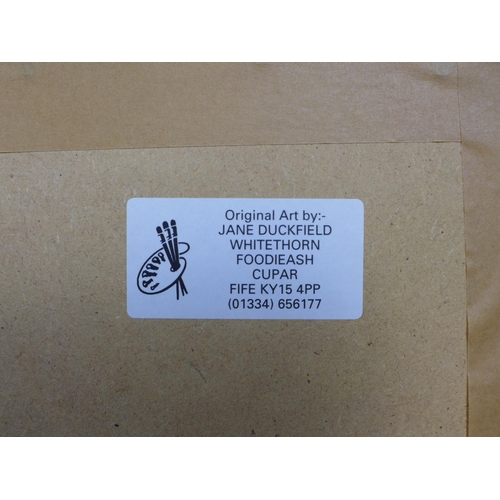 Original Art by:-
JANE DUCKFIELD
WHITETHORN
FOODIEASH
CUPAR
FIFE KY15 4PP
(01334) 656177